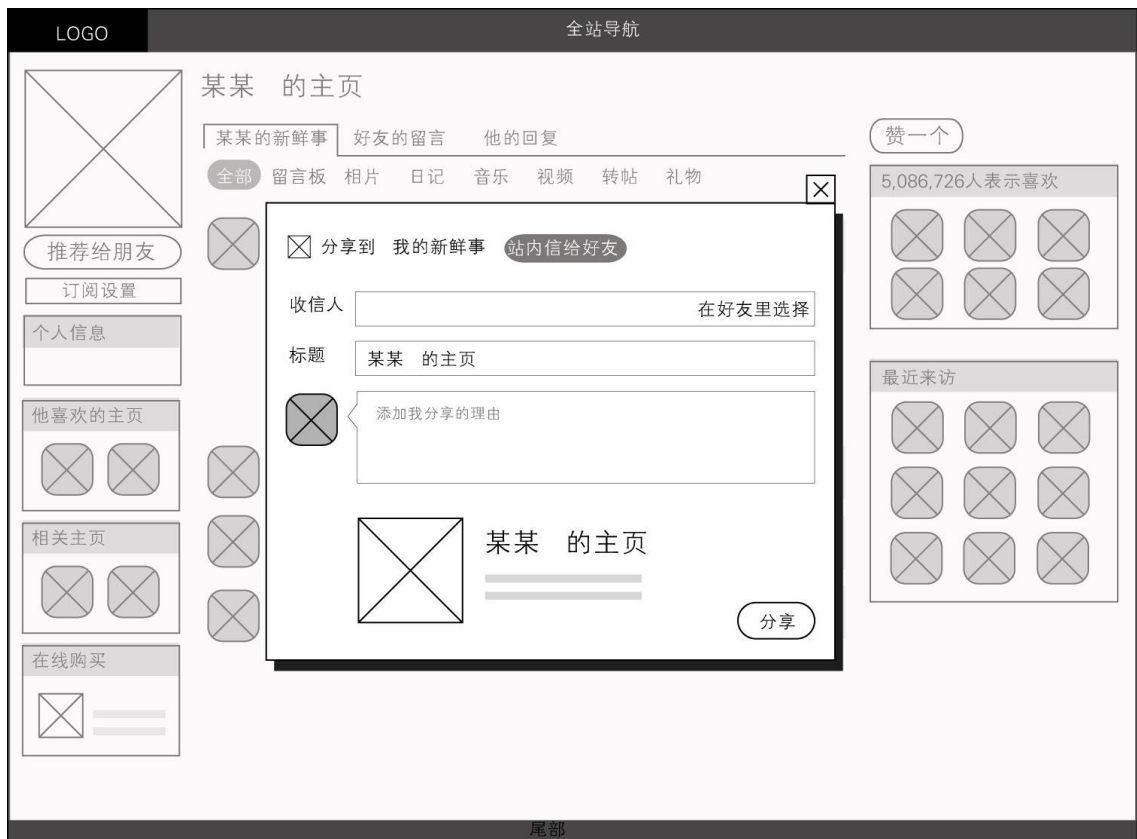 LOGO
全站导航
某某 的主页
某某的新鲜事 好友的留言 他的回复
全部 留言板 相片 日记 音乐 视频 转帖 礼物
推荐给朋友
订阅设置
个人信息
他喜欢的主页
相关主页
在线购买
分享到 我的新鲜事 站内信给好友
收信人 在好友里选择
标题 某某 的主页
添加我分享的理由
某某 的主页
分享
赞一个
5,086,726人表示喜欢
最近来访
尾部